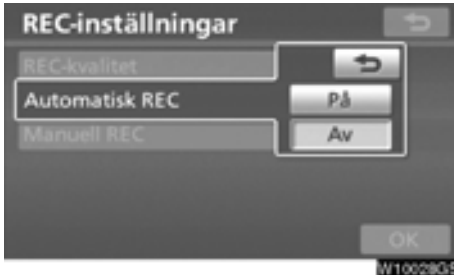 REC-inställningar
REC-kvalitet
Automatisk REC
På
Manuell REC
Av
OK
W10028GS